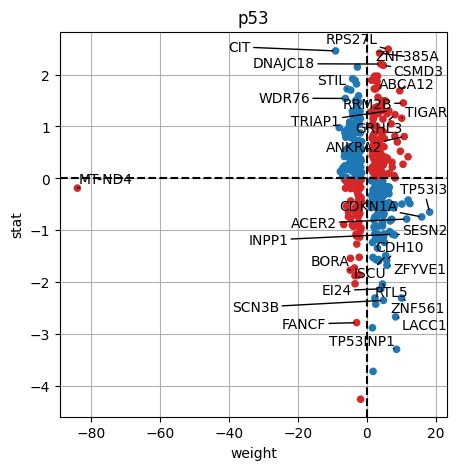 p53
RPS27L
CIT
ZNF385A
DNAJC18
CSMD3
STIL
ABCA12
WDR76
RRM2B
TIGAR
TRIAP1
GRHL3
ANKRA2
MT-ND4
TP53I3
CDKN1A
ACER2
SESN2
INPP1
CDH10
BORA
ISCU
ZFYVE1
EI24
RTL5
SCN3B
ZNF561
FANCF
LACC1
TP53INP1
stat
2
1
0
−1
−2
−3
−4
−80 −60 −40 −20 0 20
weight